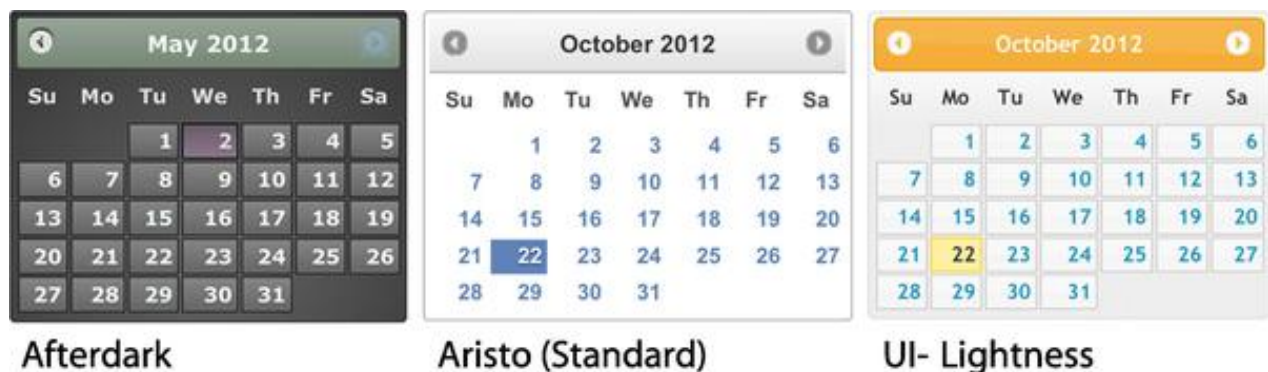 May 2012
Su Mo Tu We Th Fr Sa
1 2 3 4 5
6 7 8 9 10 11 12
13 14 15 16 17 18 19
20 21 22 23 24 25 26
27 28 29 30 31
Afterdark
October 2012
Su Mo Tu We Th Fr Sa
1 2 3 4 5 6
7 8 9 10 11 12 13
14 15 16 17 18 19 20
21 22 23 24 25 26 27
28 29 30 31
Aristo (Standard)
October 2012
Su Mo Tu We Th Fr Sa
1 2 3 4 5 6
7 8 9 10 11 12 13
14 15 16 17 18 19 20
21 22 23 24 25 26 27
28 29 30 31
UI- Lightness